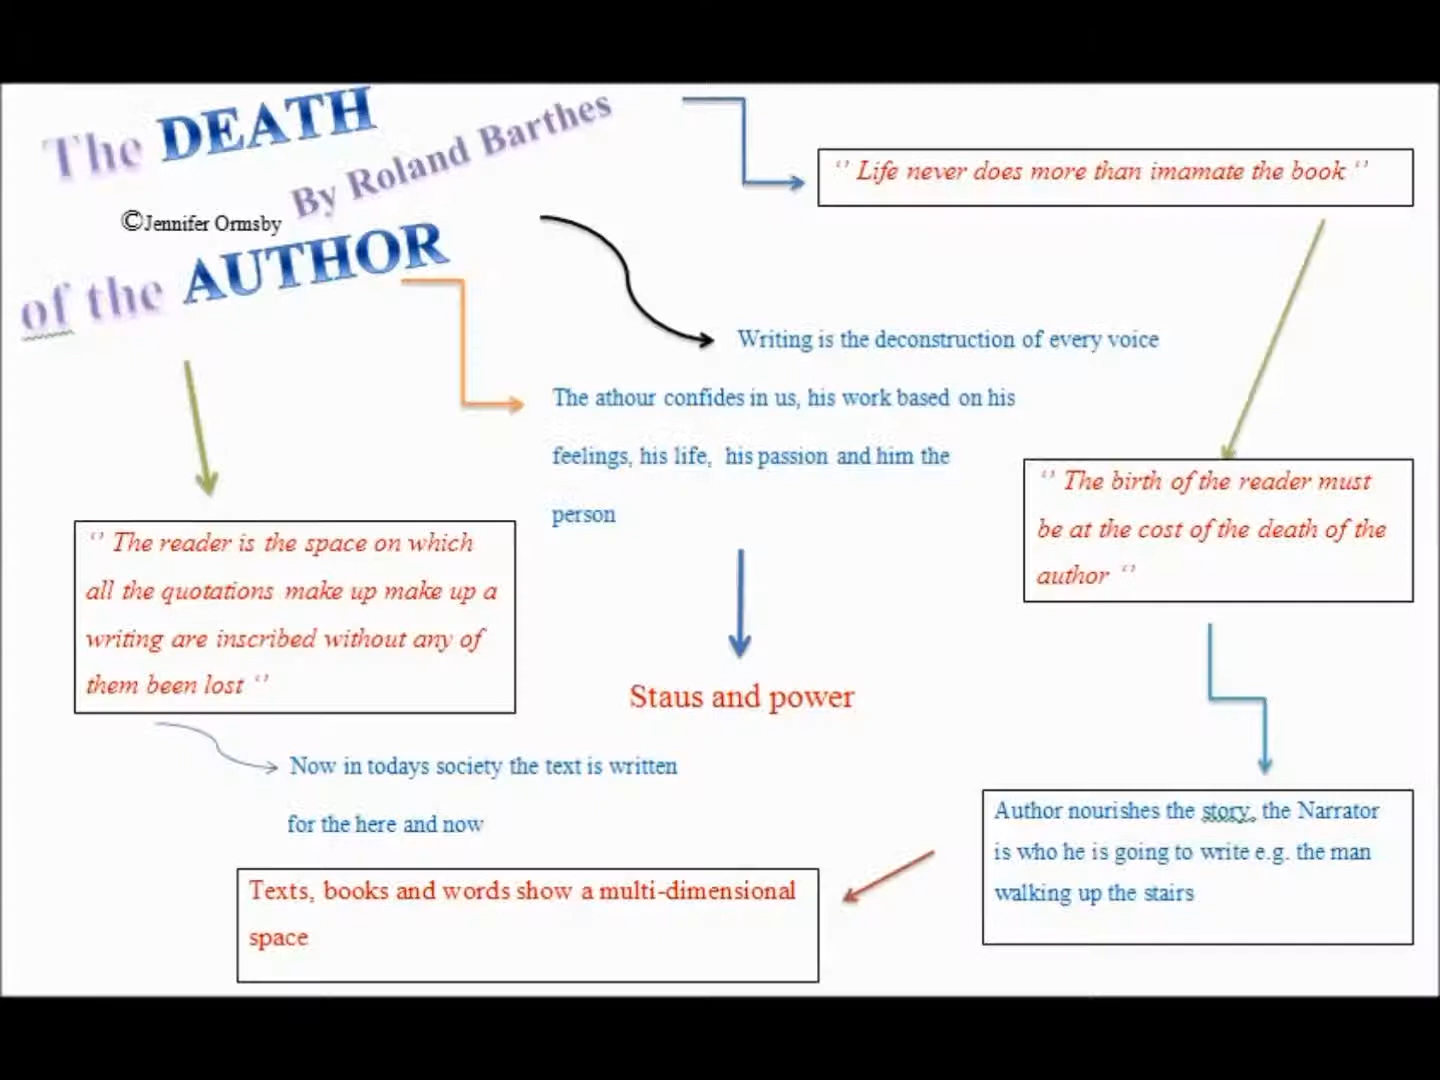 The DEATH
By Roland Barthes
©Jennifer Ormsby
of the AUTHOR
‘’ Life never does more than imamate the book ‘’
Writing is the deconstruction of every voice
The athour confides in us, his work based on his
feelings, his life, his passion and him the
person
‘’ The birth of the reader must
be at the cost of the death of the
author ‘’
‘’ The reader is the space on which
all the quotations make up make up a
writing are inscribed without any of
them been lost ‘’
Staus and power
Now in todays society the text is written
for the here and now
Author nourishes the story, the Narrator
is who he is going to write e.g. the man
walking up the stairs
Texts, books and words show a multi-dimensional
space